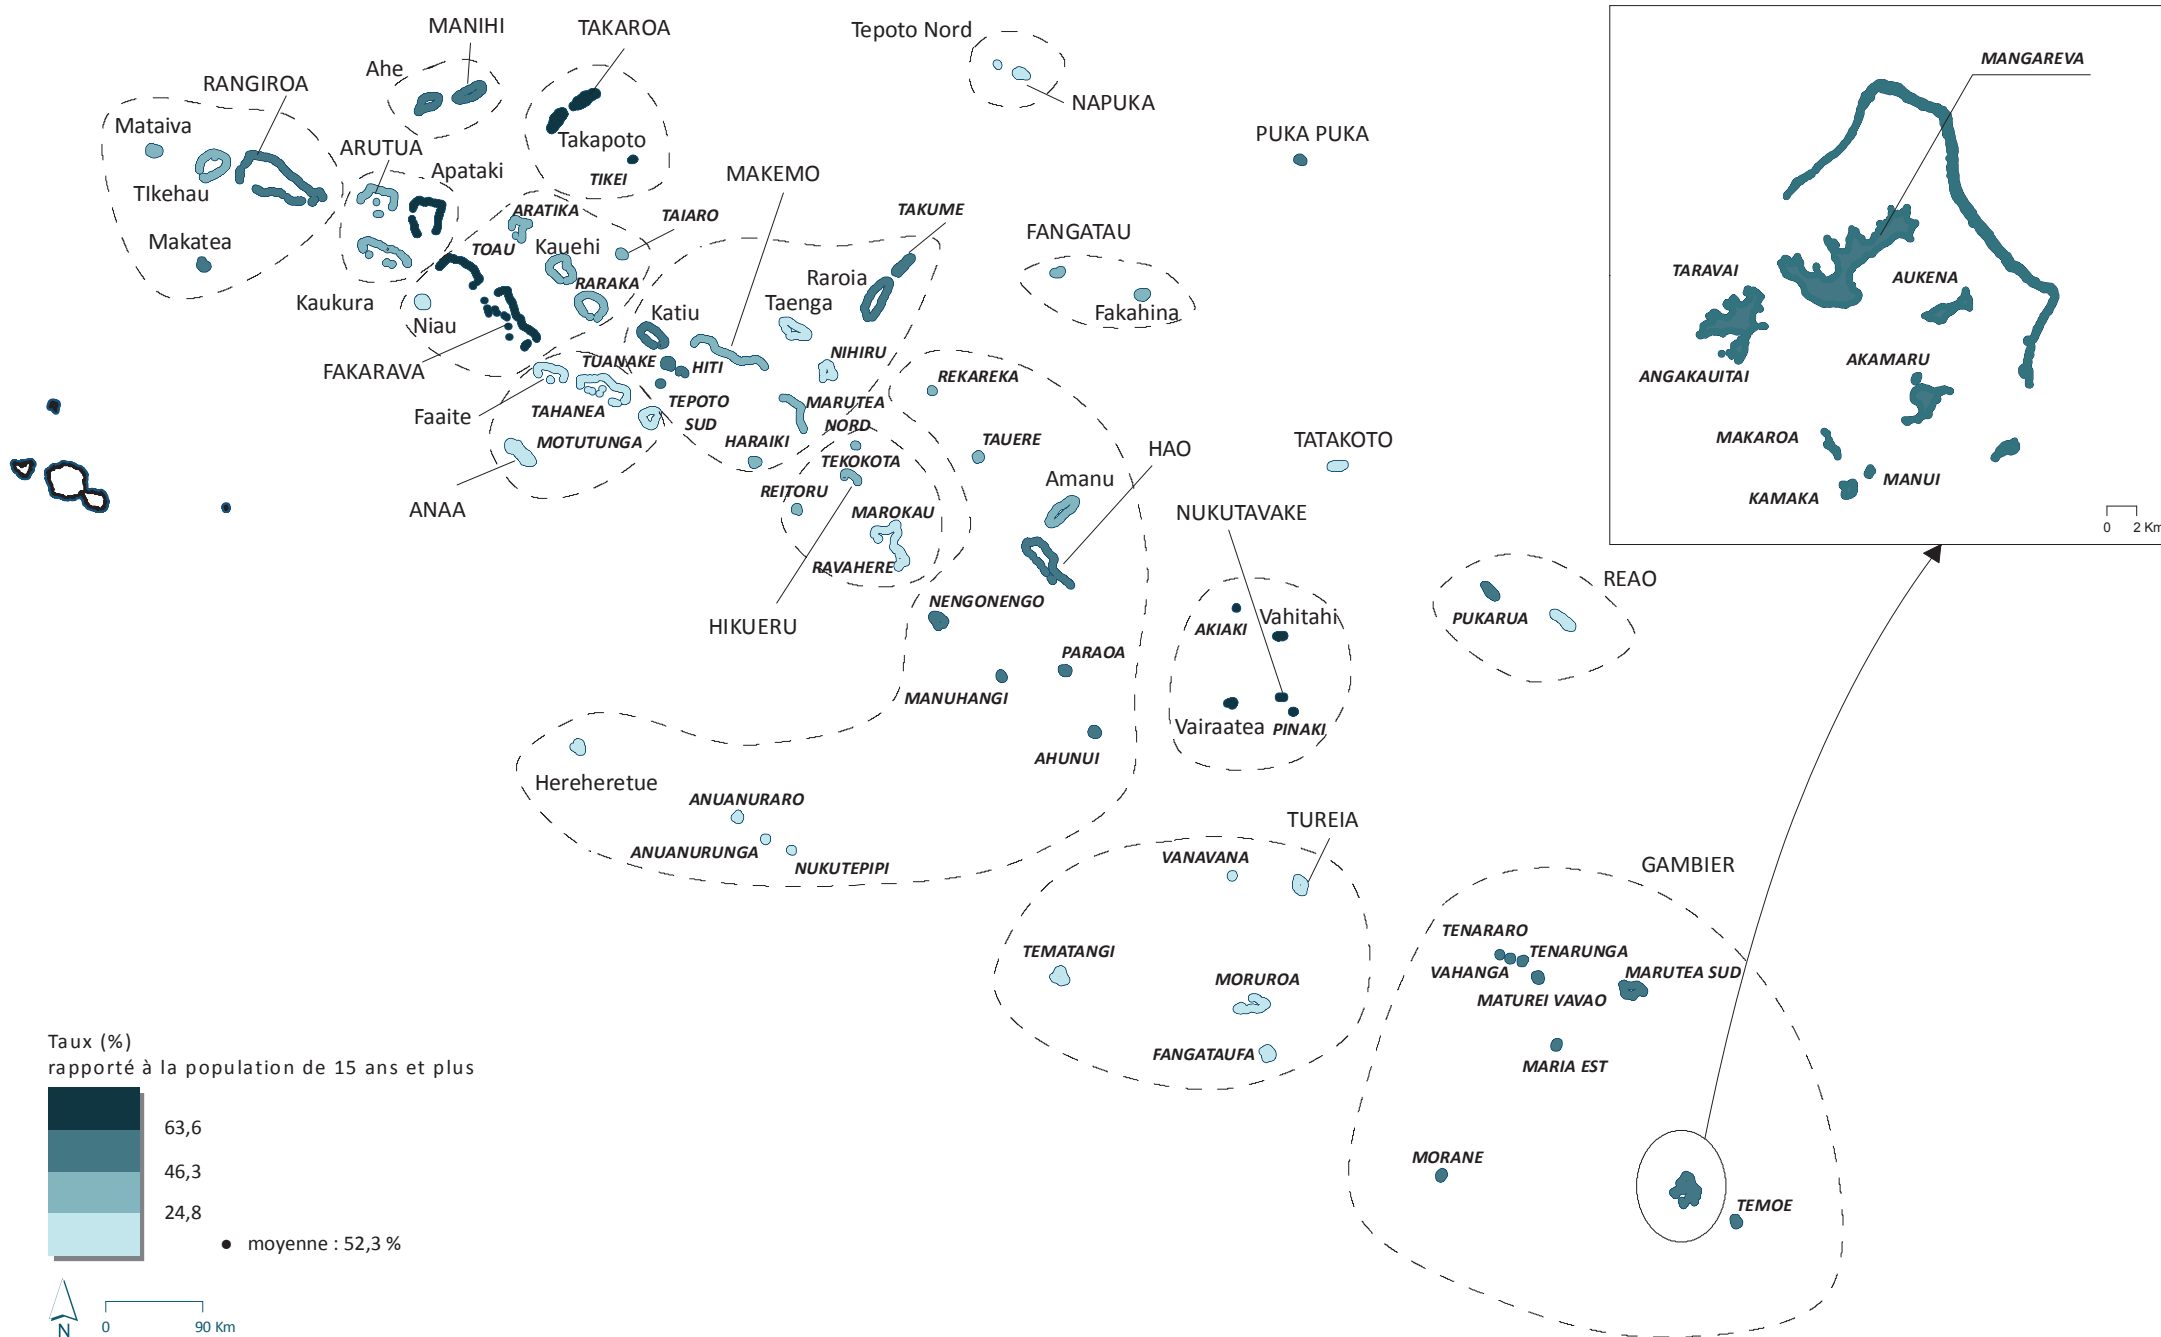 MANIHI
TAKAROA
Tepoto Nord
Ahe
RANGIROA
NAPUKA
MANGAREVA
Mataiva
ARUTUA
Takapoto
PUKA PUKA
Apataki
MAKEMO
TIKEI
TIkehau
ARATIKA
TAIARO
TAKUME
Makatea
TOAU
Kauehi
FANGATAU
Raroia
TARAVAI
AUKENA
RARAKA
Kaukura
Niau
Katiu
Taenga
Fakahina
FAKARAVA
TUANAKE
HITI
NIHIRU
REKAREKA
ANGAKAUITAI
AKAMARU
Faaite
TAHANEA
TEPOTO
SUD
MARUTEA
NORD
MOTUTUNGA
HARAIKI
TAUERE
TATAKOTO
MAKAROA
HAO
TEKOKOTA
Amanu
MANUI
REITORU
KAMAKA
ANAA
MAROKAU
NUKUTAVAKE
0 2 Km
RAVAHERE
REAO
NENGONENGO
HIKUERU
AKIAKI
Vahitahi
PUKARUA
PARAOA
MANUHANGI
Vairaatea
PINAKI
AHUNUI
Hereheretue
ANUANURARO
TUREIA
ANUANURUNGA
NUKUTEPIPI
VANAVANA
GAMBIER
TENARARO
TEMATANGI
TENARUNGA
VAHANGA
MARUTEA SUD
MORUROA
MATUREI VAVAO
FANGATAUFA
MARIA EST
MORANE
TEMOE
Taux (%)
rapporté à la population de 15 ans et plus
63,6
46,3
24,8
moyenne : 52,3 %
N
0 90 Km